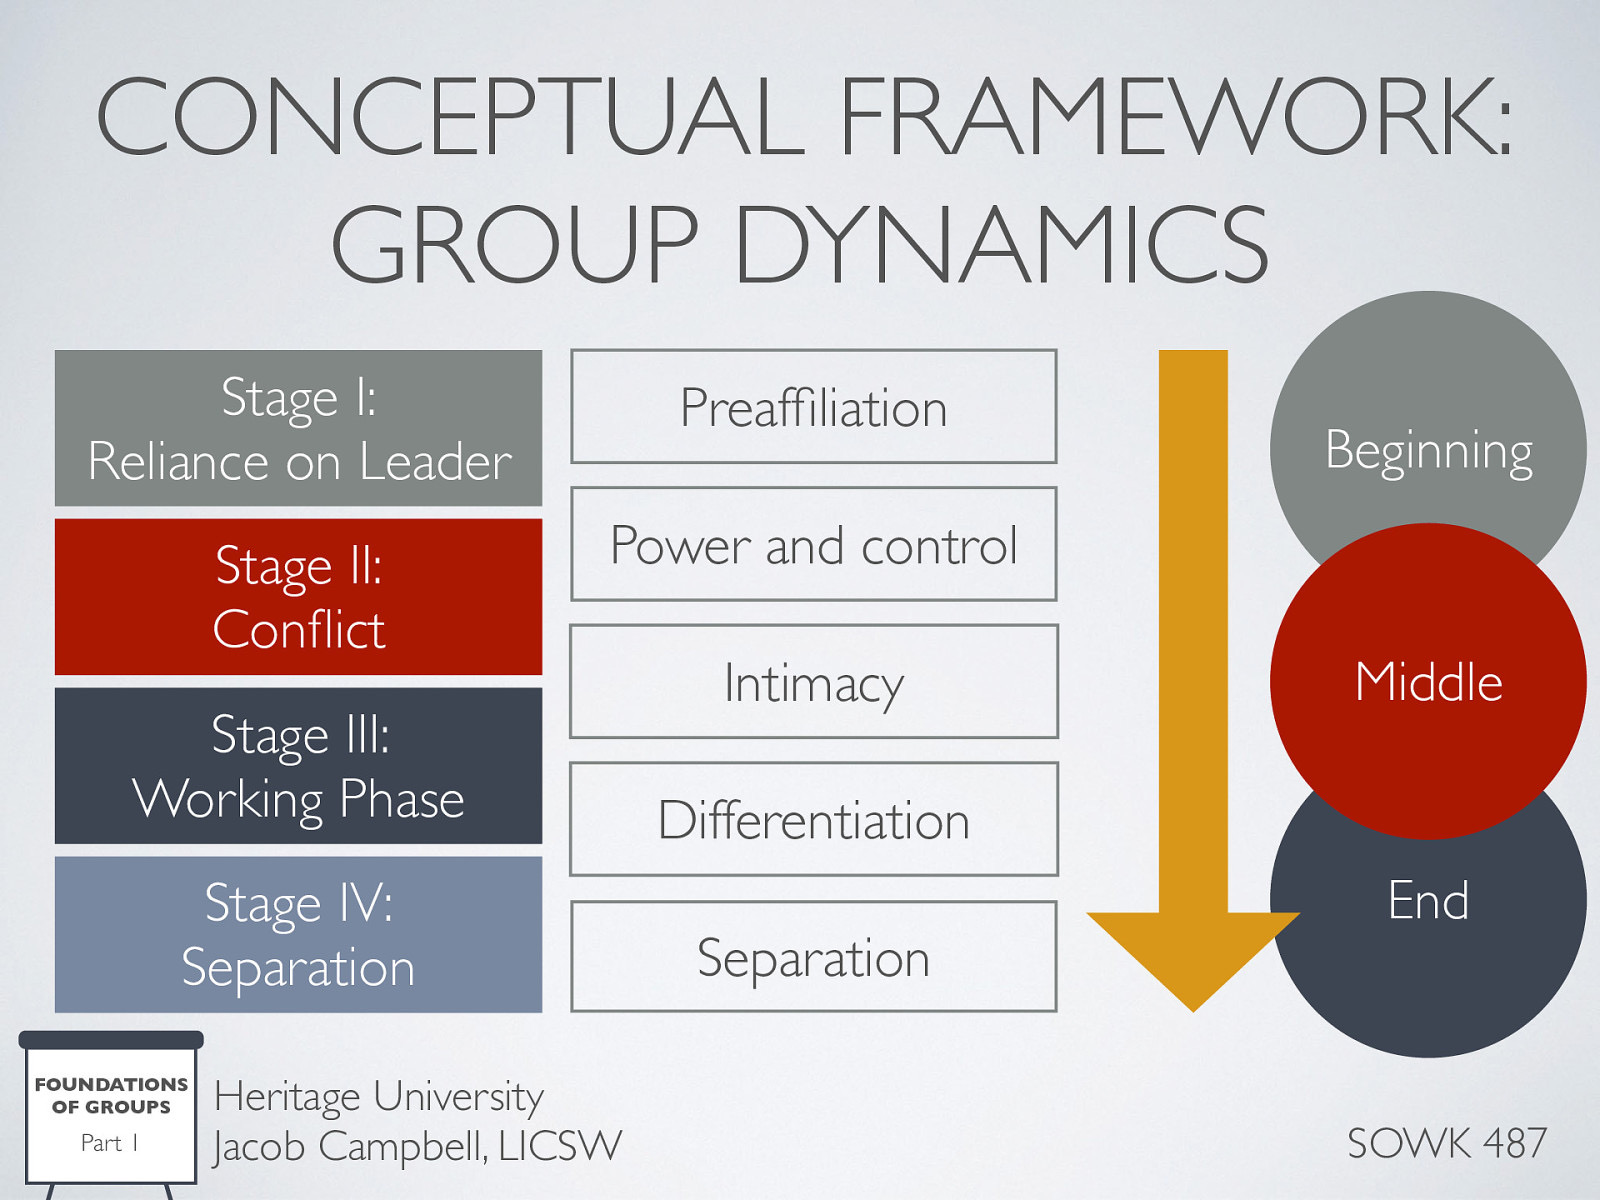 CONCEPTUAL FRAMEWORK:
GROUP DYNAMICS
Stage I:
Reliance on Leader
Stage II:
Conflict
Stage III:
Working Phase
Stage IV:
Separation
Preaffiliation
Power and control
Intimacy
Differentiation
Separation
Beginning
Middle
End
FOUNDATIONS
OF GROUPS
Part 1
Heritage University
Jacob Campbell, LICSW
SOWK 487